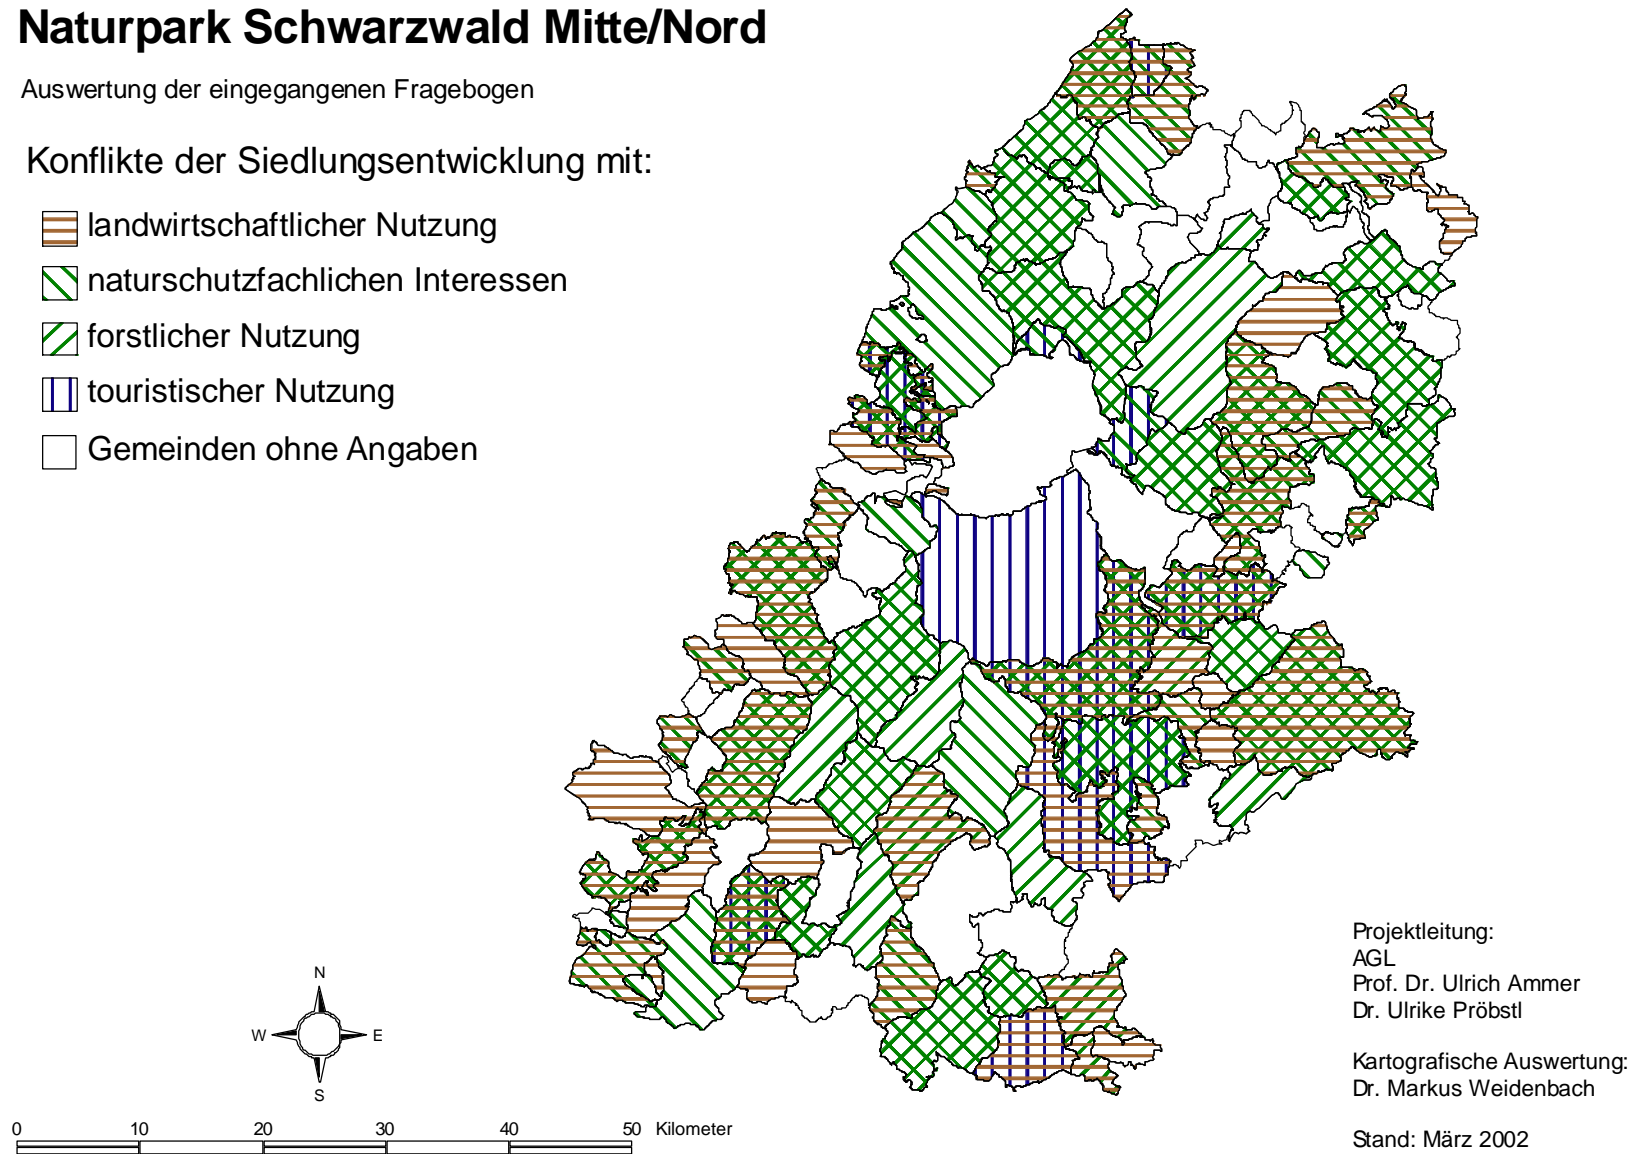 Naturpark Schwarzwald Mitte/Nord
Auswertung der eingegangenen Fragebogen
Konflikte der Siedlungsentwicklung mit:
landwirtschaftlicher Nutzung
naturschutzfachlichen Interessen
forstlicher Nutzung
touristischer Nutzung
Gemeinden ohne Angaben
N
W E
S
0 10 20 30 40 50 Kilometer
Projektleitung:
AGL
Prof. Dr. Ulrich Ammer
Dr. Ulrike Pröbstl
Kartografische Auswertung:
Dr. Markus Weidenbach
Stand: März 2002